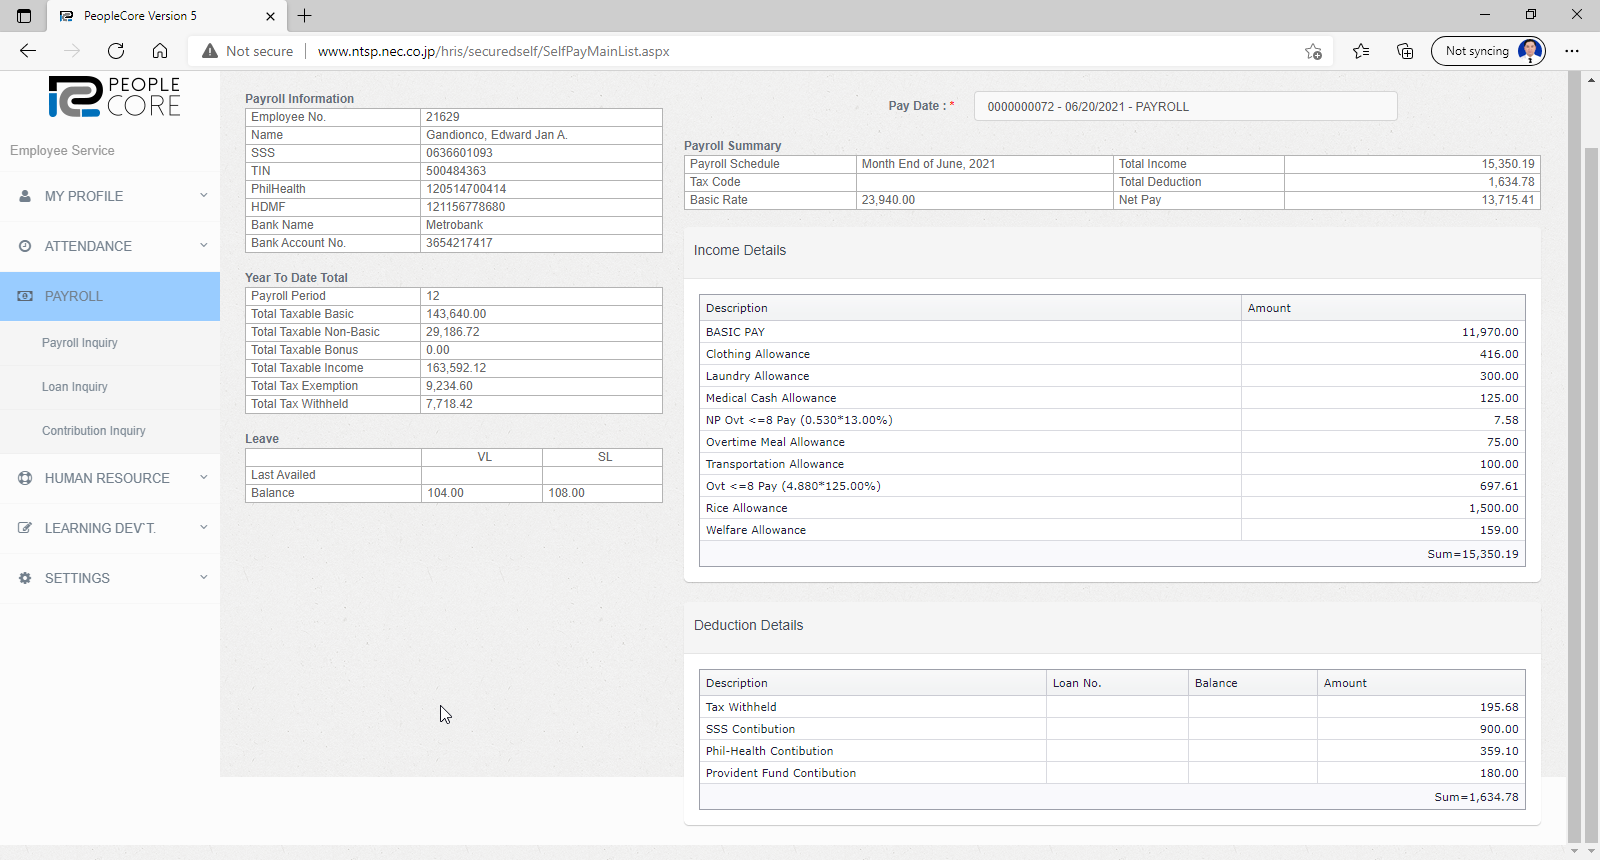 PeopleCore Version 5
Not secure www.ntsp.nec.co.jp/hris/securedself/SelfPayMainList.aspx Not syncing
PEOPLE
CORE
Employee Service
MY PROFILE
ATTENDANCE
PAYROLL
Payroll Inquiry
Loan Inquiry
Contribution Inquiry
HUMAN RESOURCE
LEARNING DEV`T.
SETTINGS
Payroll Information
Employee No. 21629
Name Gandionco, Edward Jan A.
SSS 0636601093
TIN 500484363
PhilHealth 120514700414
HDMF 121156778680
Bank Name Metrobank
Bank Account No. 3654217417
Year To Date Total
Payroll Period 12
Total Taxable Basic 143,640.00
Total Taxable Non-Basic 29,186.72
Total Taxable Bonus 0.00
Total Taxable Income 163,592.12
Total Tax Exemption 9,234.60
Total Tax Withheld 7,718.42
Leave
VL SL
Last Availed
Balance 104.00 108.00
Pay Date : * 0000000072 - 06/20/2021 - PAYROLL
Payroll Summary
Payroll Schedule Month End of June, 2021 Total Income 15,350.19
Tax Code Total Deduction 1,634.78
Basic Rate 23,940.00 Net Pay 13,715.41
Income Details
Description Amount
BASIC PAY 11,970.00
Clothing Allowance 416.00
Laundry Allowance 300.00
Medical Cash Allowance 125.00
NP Ovt <=8 Pay (0.530*13.00%) 7.58
Overtime Meal Allowance 75.00
Transportation Allowance 100.00
Ovt <=8 Pay (4.880*125.00%) 697.61
Rice Allowance 1,500.00
Welfare Allowance 159.00
Sum=15,350.19
Deduction Details
Description Loan No. Balance Amount
Tax Withheld 195.68
SSS Contibution 900.00
Phil-Health Contibution 359.10
Provident Fund Contibution 180.00
Sum=1,634.78